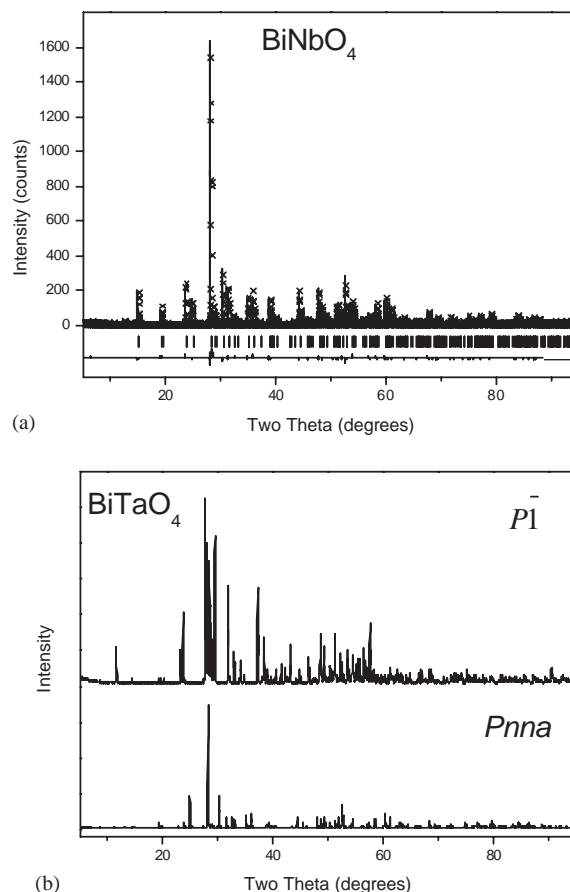 BiNbO4
1600
1400
1200
1000
800
600
400
200
0
Intensity (counts)
20 40 60 80
Two Theta (degrees)
(a)
BiTaO4
P1̄
Intensity
Pnna
20 40 60 80
Two Theta (degrees)
(b)